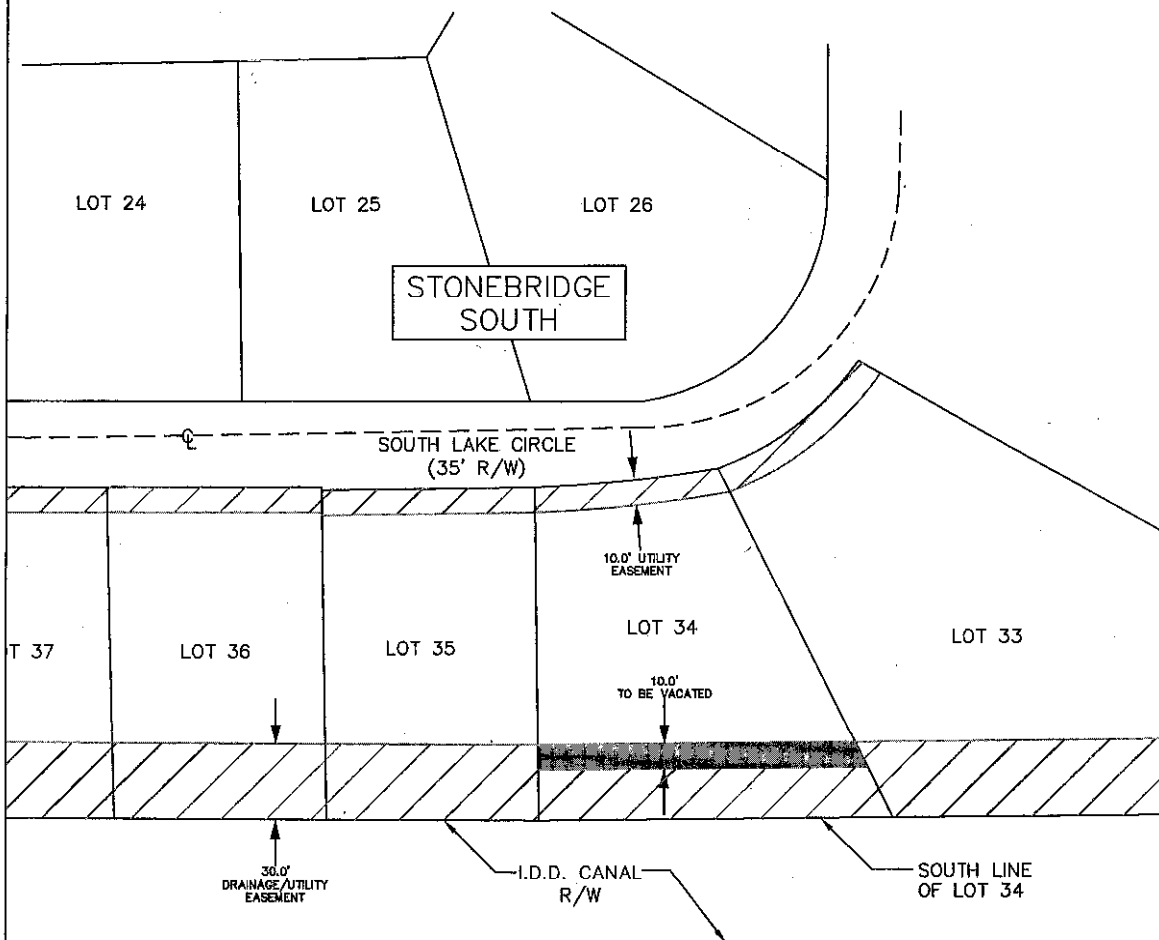 LOT 24
LOT 25
LOT 26
STONEBRIDGE
SOUTH
SOUTH LAKE CIRCLE
(35' R/W)
10.0' UTILITY
EASEMENT
T 37
LOT 36
LOT 35
LOT 34
LOT 33
10.0'
TO BE VACATED
30.0'
DRAINAGE/UTILITY
EASEMENT
I.D.D. CANAL
R/W
SOUTH LINE
OF LOT 34